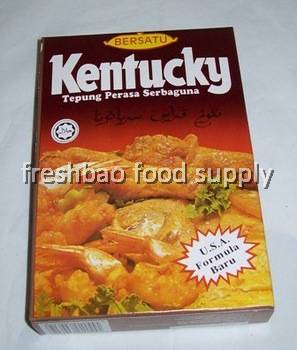 BERSATU
Kentucky
Tepung Perasa Serbaguna
freshbao food supply
U.S.A.
Formula
Baru